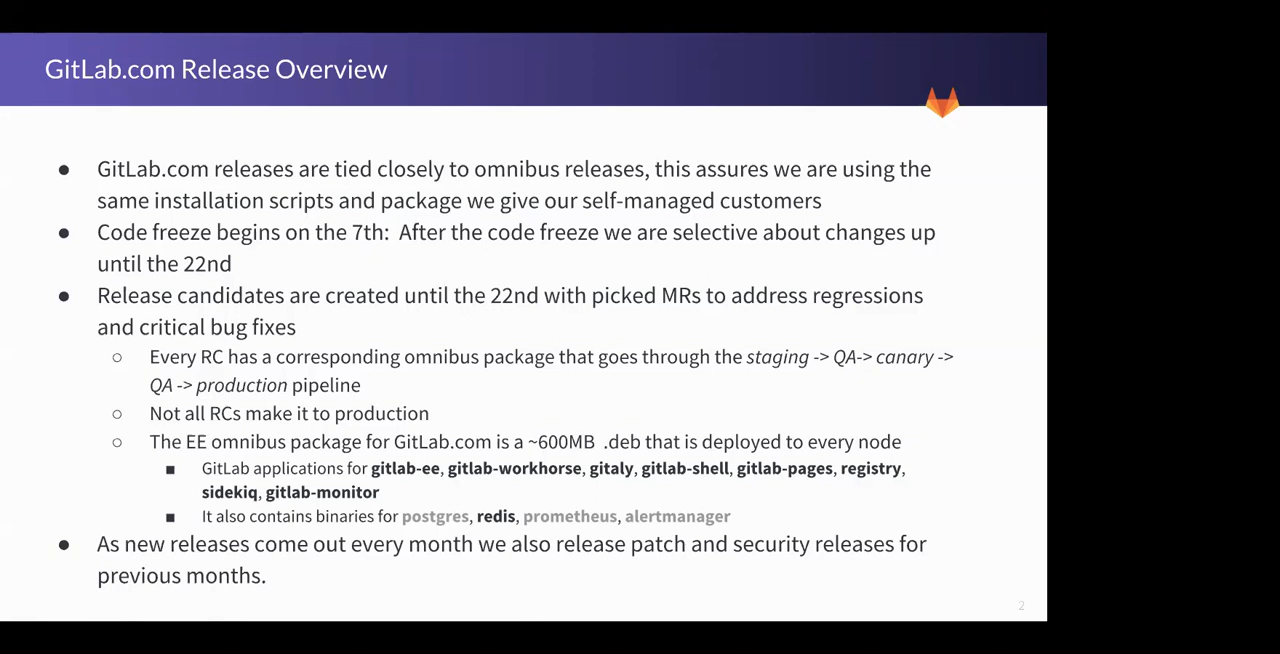 GitLab.com Release Overview
● GitLab.com releases are tied closely to omnibus releases, this assures we are using the
same installation scripts and package we give our self-managed customers
● Code freeze begins on the 7th:  After the code freeze we are selective about changes up
until the 22nd
● Release candidates are created until the 22nd with picked MRs to address regressions
and critical bug fixes
○ Every RC has a corresponding omnibus package that goes through the staging -> QA-> canary ->
QA -> production pipeline
○ Not all RCs make it to production
○ The EE omnibus package for GitLab.com is a ~600MB  .deb that is deployed to every node
■ GitLab applications for gitlab-ee, gitlab-workhorse, gitaly, gitlab-shell, gitlab-pages, registry,
sidekiq, gitlab-monitor
■ It also contains binaries for postgres, redis, prometheus, alertmanager
● As new releases come out every month we also release patch and security releases for
previous months.
2